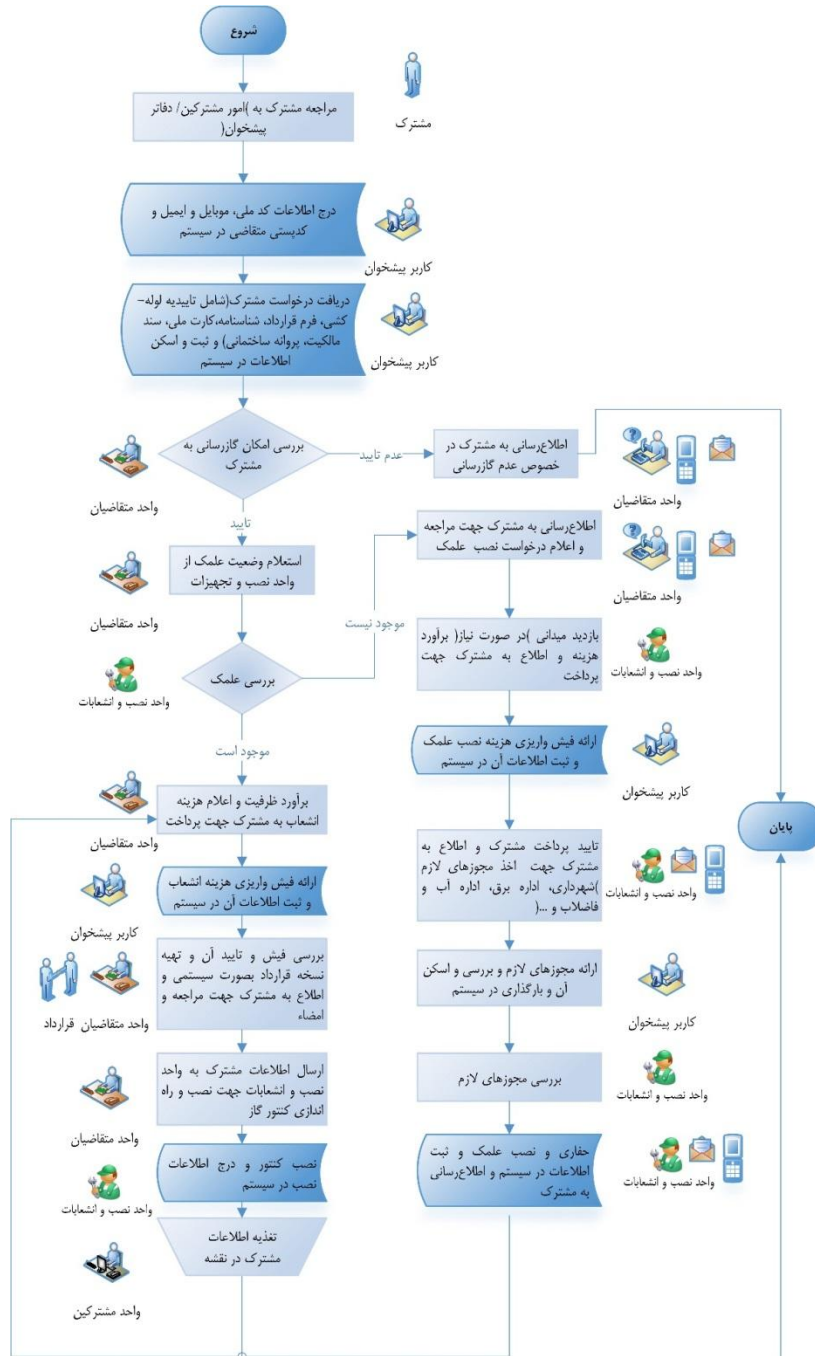 شروع
مراجعه مشترک به )امور مشترکین/ دفاتر
پیشخوان(
مشترک
درج اطلاعات کد ملی، موبایل و ایمیل و
کدپستی متقاضی در سیستم
کاربر پیشخوان
دریافت درخواست مشترک(شامل تاییدیه لوله-
کشی، فرم قرارداد، شناسنامه،کارت ملی، سند
مالکیت، پروانه ساختمانی) و ثبت و اسکن
اطلاعات در سیستم
کاربر پیشخوان
بررسی امکان گازرسانی به
مشترک
واحد متقاضیان
عدم تایید
اطلاع‌رسانی به مشترک در
خصوص عدم گازرسانی
واحد متقاضیان
تایید
استعلام وضعیت علمک از
واحد نصب و تجهیزات
واحد متقاضیان
بررسی علمک
واحد نصب و انشعابات
موجود نیست
اطلاع‌رسانی به مشترک جهت مراجعه
و اعلام درخواست نصب علمک
واحد متقاضیان
بازدید میدانی )در صورت نیاز( برآورد
هزینه و اطلاع به مشترک جهت
پرداخت
واحد نصب و انشعابات
ارائه فیش واریزی هزینه نصب علمک
و ثبت اطلاعات آن در سیستم
کاربر پیشخوان
تایید پرداخت مشترک و اطلاع به
مشترک جهت اخذ مجوزهای لازم
)شهرداری، اداره برق، اداره آب و
فاضلاب و ...(
واحد نصب و انشعابات
ارائه مجوزهای لازم و بررسی و اسکن
آن و بارگذاری در سیستم
کاربر پیشخوان
بررسی مجوزهای لازم
واحد نصب و انشعابات
حفاری و نصب علمک و ثبت
اطلاعات در سیستم و اطلاع‌رسانی
به مشترک
واحد نصب و انشعابات
موجود است
برآورد ظرفیت و اعلام هزینه
انشعاب به مشترک جهت پرداخت
واحد متقاضیان
ارائه فیش واریزی هزینه انشعاب
و ثبت اطلاعات آن در سیستم
کاربر پیشخوان
بررسی فیش و تایید آن و تهیه
نسخه قرارداد بصورت سیستمی و
اطلاع به مشترک جهت مراجعه و
امضاء
واحد متقاضیان
قرارداد
ارسال اطلاعات مشترک به واحد
نصب و انشعابات جهت نصب و راه
اندازی کنتور گاز
واحد متقاضیان
نصب کنتور و درج اطلاعات
نصب در سیستم
واحد نصب و انشعابات
تغذیه اطلاعات
مشترک در نقشه
واحد مشترکین
پایان